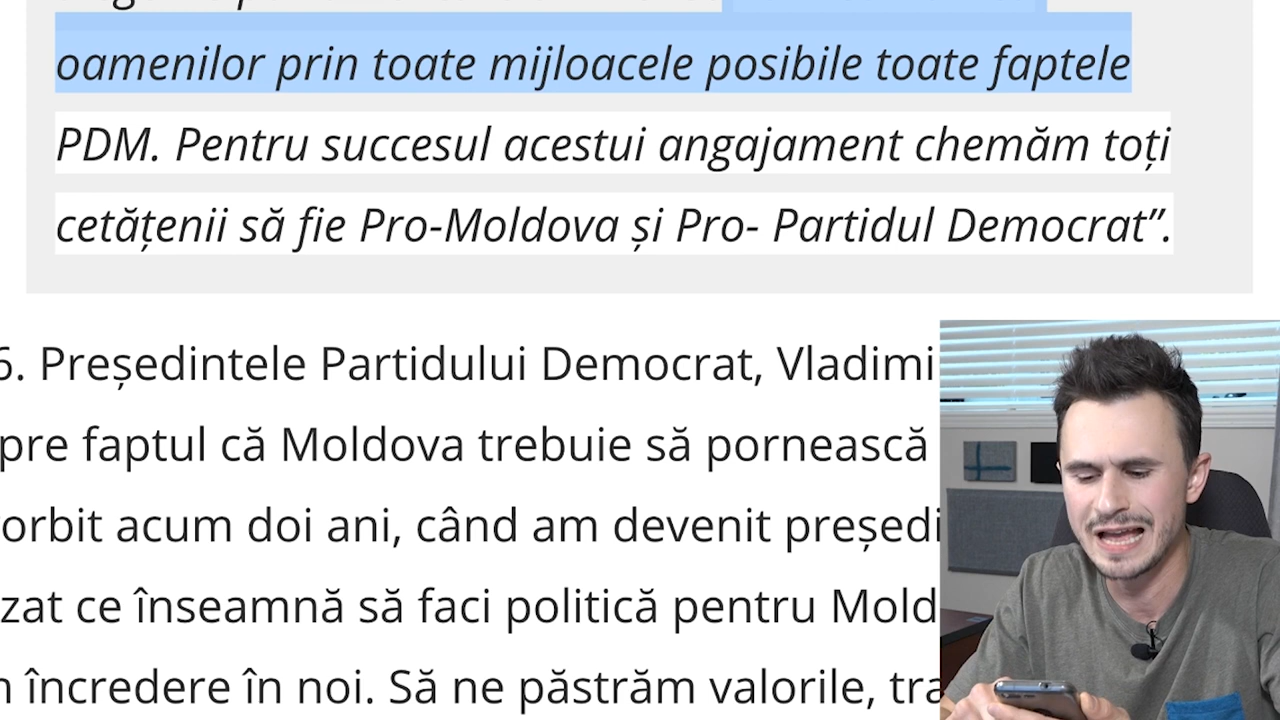 oamenilor prin toate mijloacele posibile toate faptele
PDM. Pentru succesul acestui angajament chemăm toți
cetățenii să fie Pro-Moldova și Pro- Partidul Democrat”.
6. Președintele Partidului Democrat, Vladimi
pre faptul că Moldova trebuie să pornească
orbit acum doi ani, când am devenit președi
zat ce înseamnă să faci politică pentru Mold
n încredere în noi. Să ne păstrăm valorile, tra